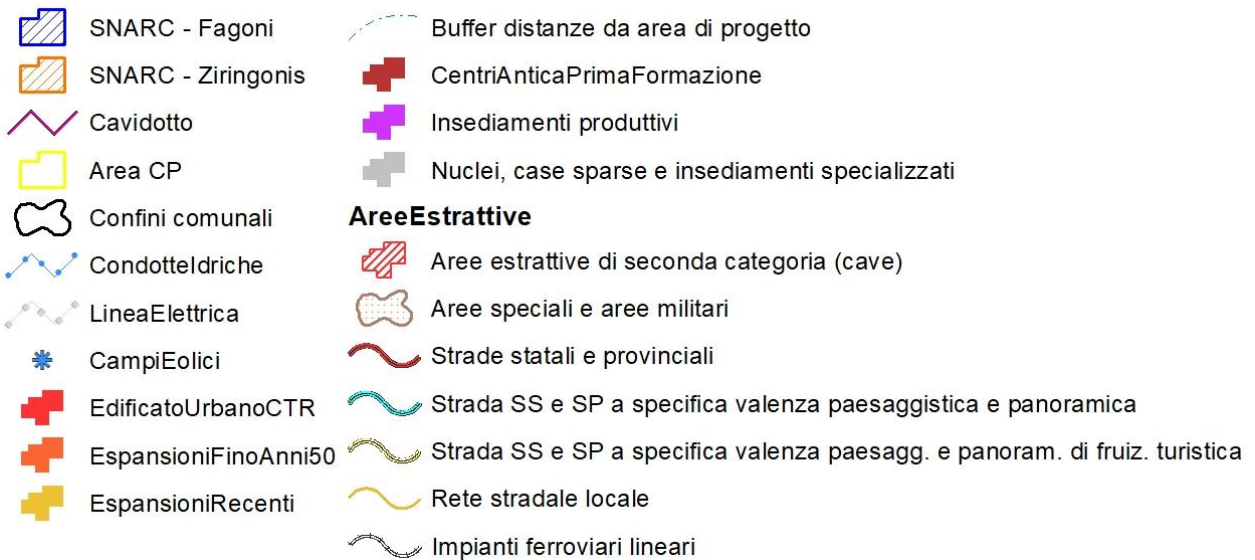 SNARC - Fagoni
SNARC - Ziringonis
Cavidotto
Area CP
Confini comunali
CondotteIdriche
LineaElettrica
CampiEolici
EdificatoUrbanoCTR
EspansioniFinoAnni50
EspansioniRecenti
Buffer distanze da area di progetto
CentriAnticaPrimaFormazione
Insediamenti produttivi
Nuclei, case sparse e insediamenti specializzati
AreeEstrattive
Aree estrattive di seconda categoria (cave)
Aree speciali e aree militari
Strade statali e provinciali
Strada SS e SP a specifica valenza paesaggistica e panoramica
Strada SS e SP a specifica valenza paesagg. e panoram. di fruiz. turistica
Rete stradale locale
Impianti ferroviari lineari